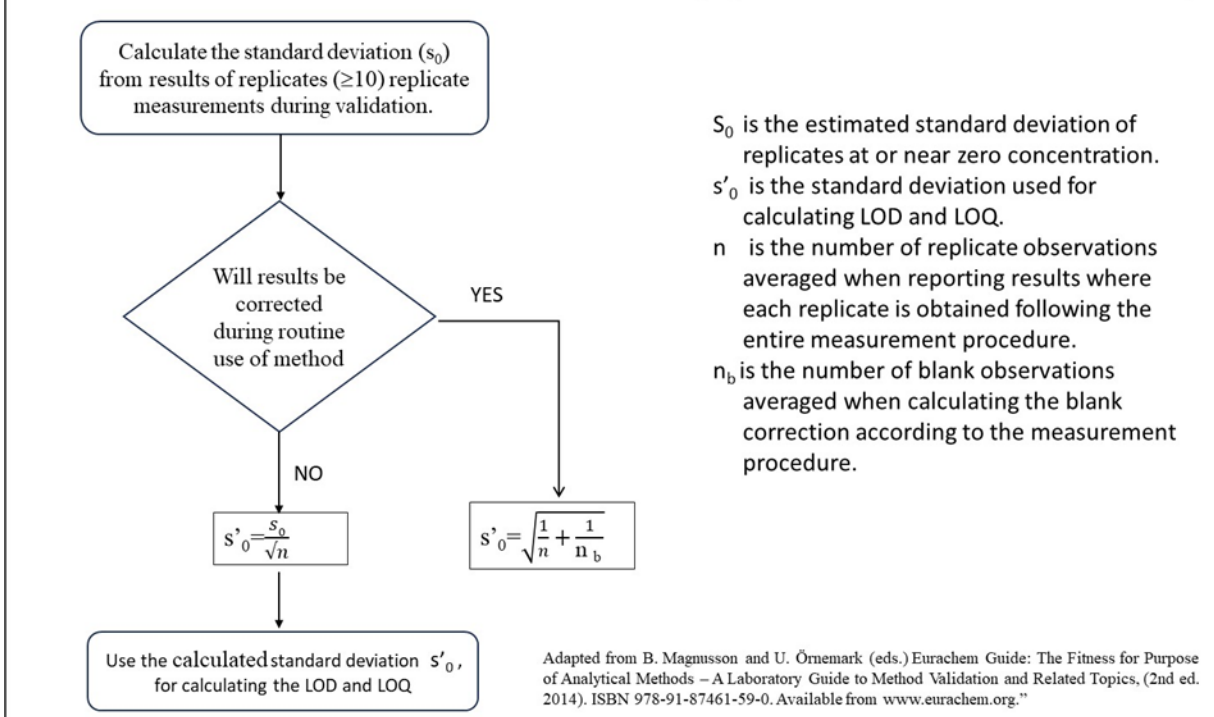 Calculate the standard deviation (s₀)
from results of replicates (≥10) replicate
measurements during validation.
Will results be
corrected
during routine
use of method
YES
NO
s’₀=s₀/√n
s’₀=√(1/n + 1/n b)
Use the calculated standard deviation s′₀,
for calculating the LOD and LOQ
S₀ is the estimated standard deviation of
replicates at or near zero concentration.
s′₀ is the standard deviation used for
calculating LOD and LOQ.
n is the number of replicate observations
averaged when reporting results where
each replicate is obtained following the
entire measurement procedure.
n_b is the number of blank observations
averaged when calculating the blank
correction according to the measurement
procedure.
Adapted from B. Magnusson and U. Örnemark (eds.) Eurachem Guide: The Fitness for Purpose
of Analytical Methods – A Laboratory Guide to Method Validation and Related Topics, (2nd ed.
2014). ISBN 978-91-87461-59-0. Available from www.eurachem.org.”